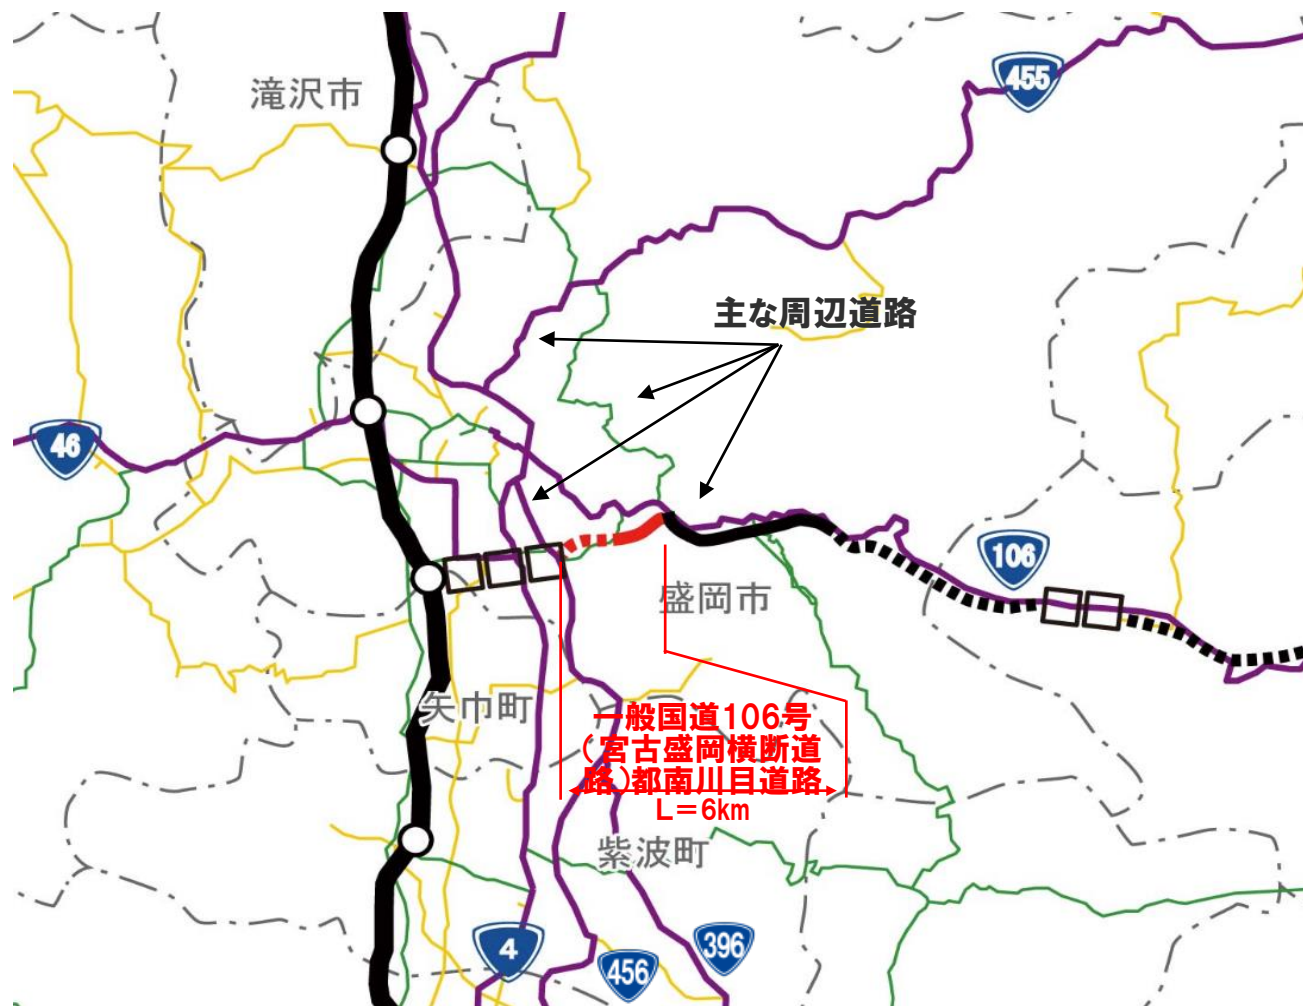 455
滝沢市
主な周辺道路
46
106
盛岡市
矢巾町
一般国道106号
(宮古盛岡横断道
路)都南川目道路
L=6km
紫波町
4
456
396